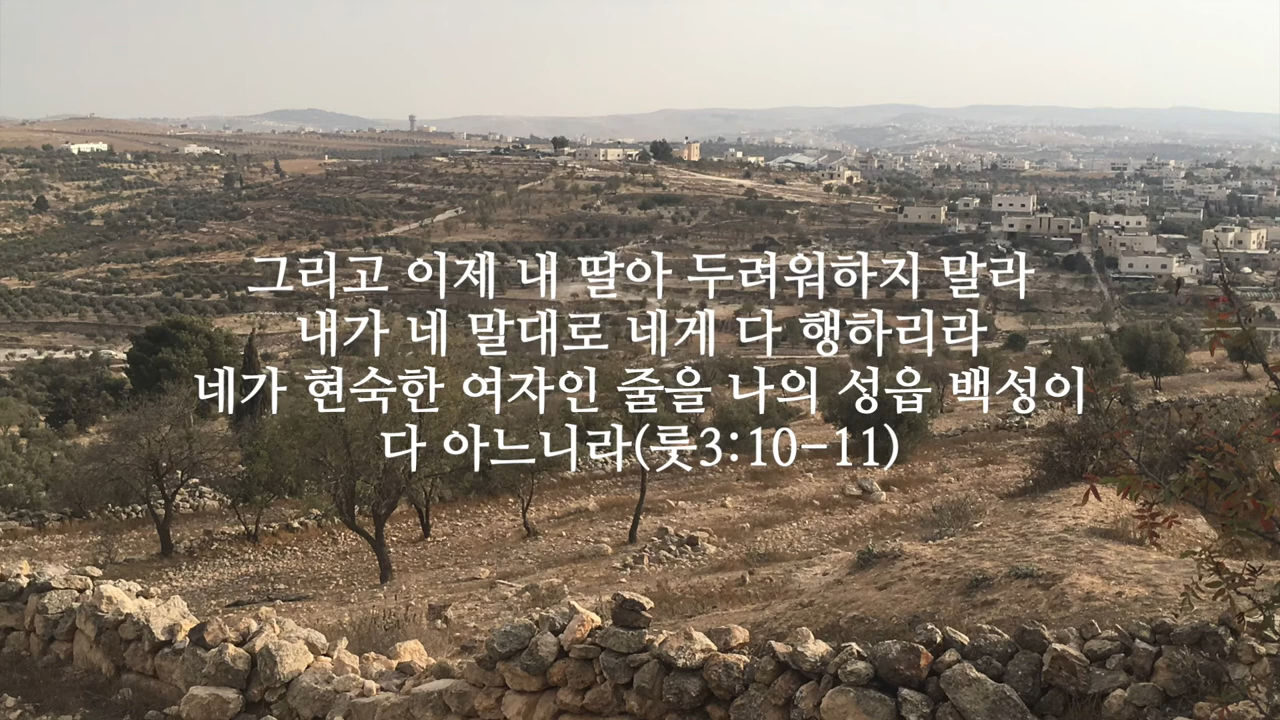 그리고 이제 내 딸아 두려워하지 말라
내가 네 말대로 네게 다 행하리라
네가 현숙한 여자인 줄을 나의 성읍 백성이
다 아느니라(룻3:10-11)